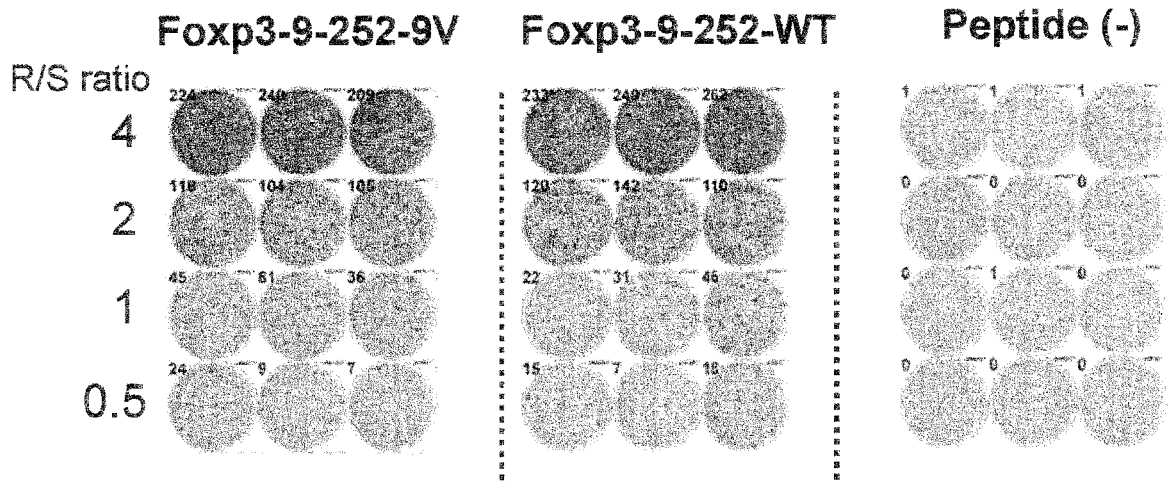 Foxp3-9-252-9V Foxp3-9-252-WT Peptide (-)
R/S ratio
4 224 240 209 233 249 262 1 1 1
2 118 104 105 120 142 110 0 0 0
1 45 61 36 22 31 46 0 1 0
0.5 24 9 7 15 7 18 0 0 0